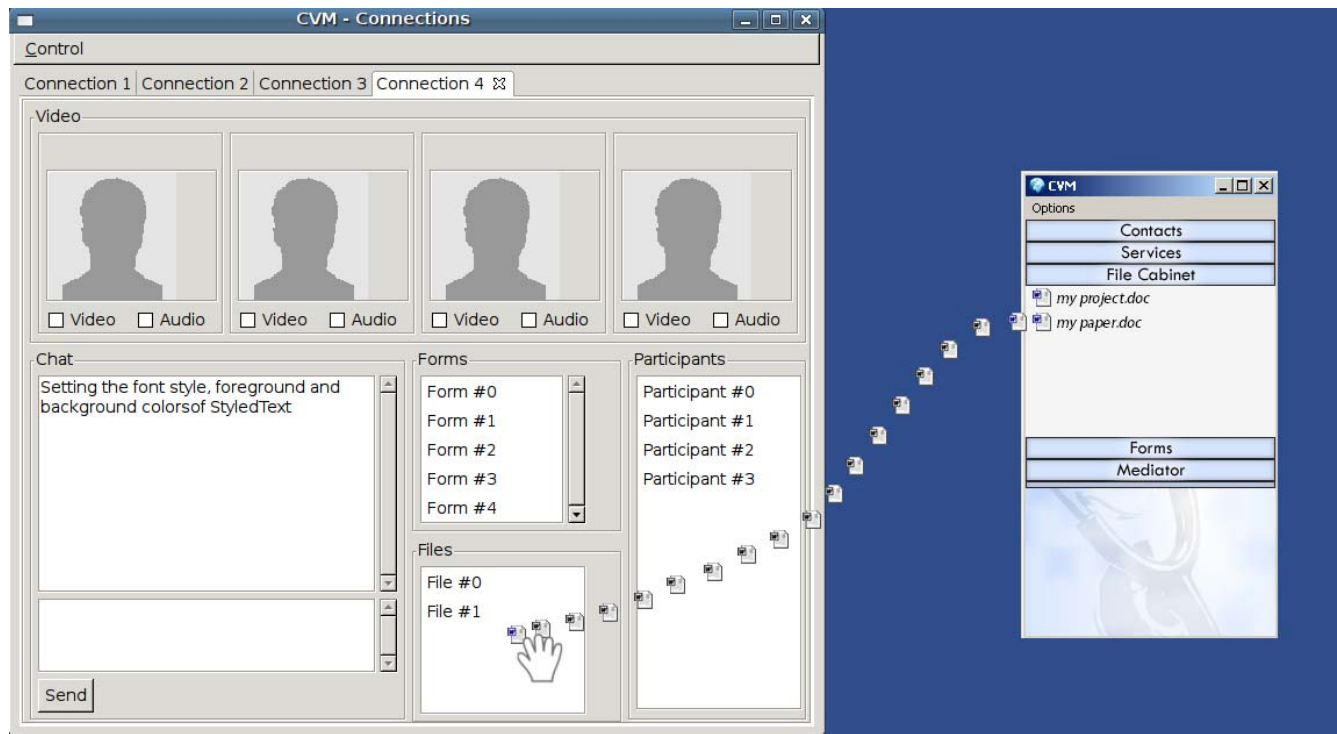 CVM - Connections
Control
Connection 1 Connection 2 Connection 3 Connection 4
Video
Video Audio Video Audio Video Audio Video Audio
Chat
Setting the font style, foreground and
background colorsof StyledText
Send
Forms
Form #0
Form #1
Form #2
Form #3
Form #4
Files
File #0
File #1
Participants
Participant #0
Participant #1
Participant #2
Participant #3
CVM
Options
Contacts
Services
File Cabinet
my project.doc
my paper.doc
Forms
Mediator